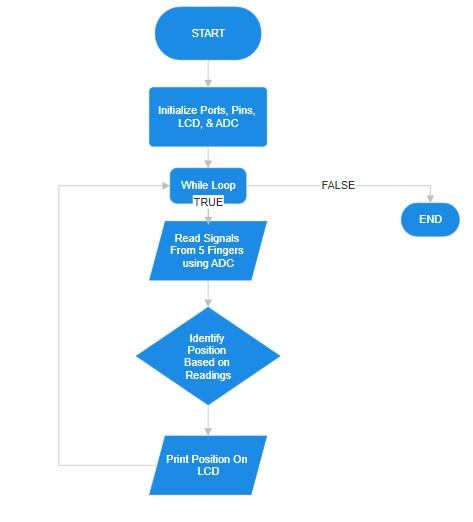 START
Initialize Ports, Pins,
LCD, & ADC
While Loop
FALSE
TRUE
END
Read Signals
From 5 Fingers
using ADC
Identify
Position
Based on
Readings
Print Position On
LCD